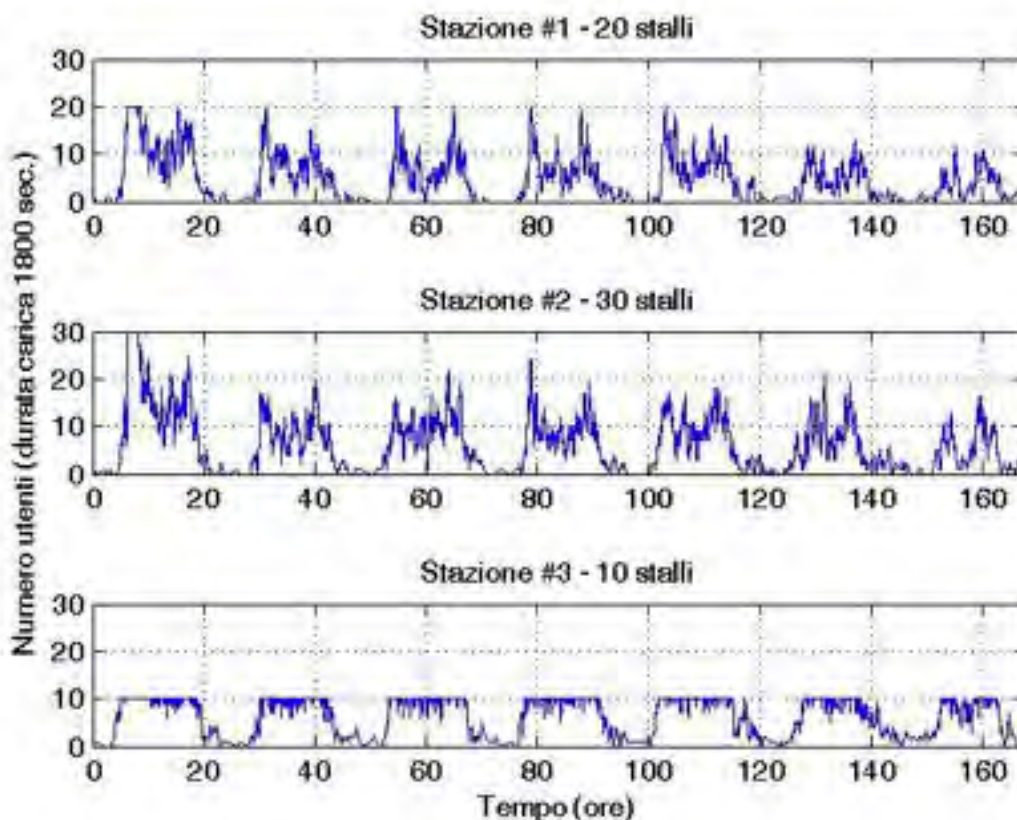 Stazione #1 - 20 stalli
30
20
10
0
0 20 40 60 80 100 120 140 160
Numero utenti (durata carica 1800 sec.)
Stazione #2 - 30 stalli
30
20
10
0
0 20 40 60 80 100 120 140 160
Stazione #3 - 10 stalli
30
20
10
0
0 20 40 60 80 100 120 140 160
Tempo (ore)